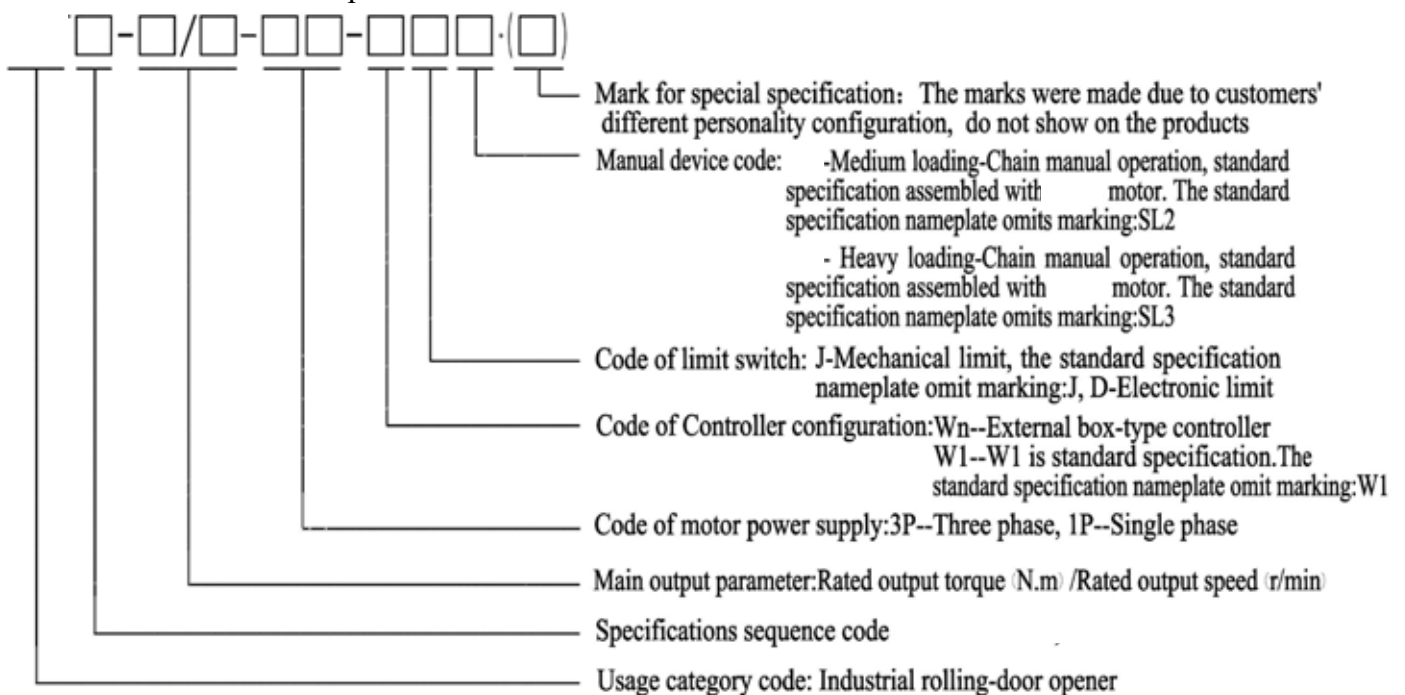 □-□/□-□□-□□□·(□)
Mark for special specification: The marks were made due to customers'
different personality configuration, do not show on the products
Manual device code: -Medium loading-Chain manual operation, standard
specification assembled with motor. The standard
specification nameplate omits marking:SL2
- Heavy loading-Chain manual operation, standard
specification assembled with motor. The standard
specification nameplate omits marking:SL3
Code of limit switch: J-Mechanical limit, the standard specification
nameplate omit marking:J, D-Electronic limit
Code of Controller configuration:Wn--External box-type controller
W1--W1 is standard specification.The
standard specification nameplate omit marking:W1
Code of motor power supply:3P--Three phase, 1P--Single phase
Main output parameter:Rated output torque (N.m) /Rated output speed (r/min)
Specifications sequence code
Usage category code: Industrial rolling-door opener